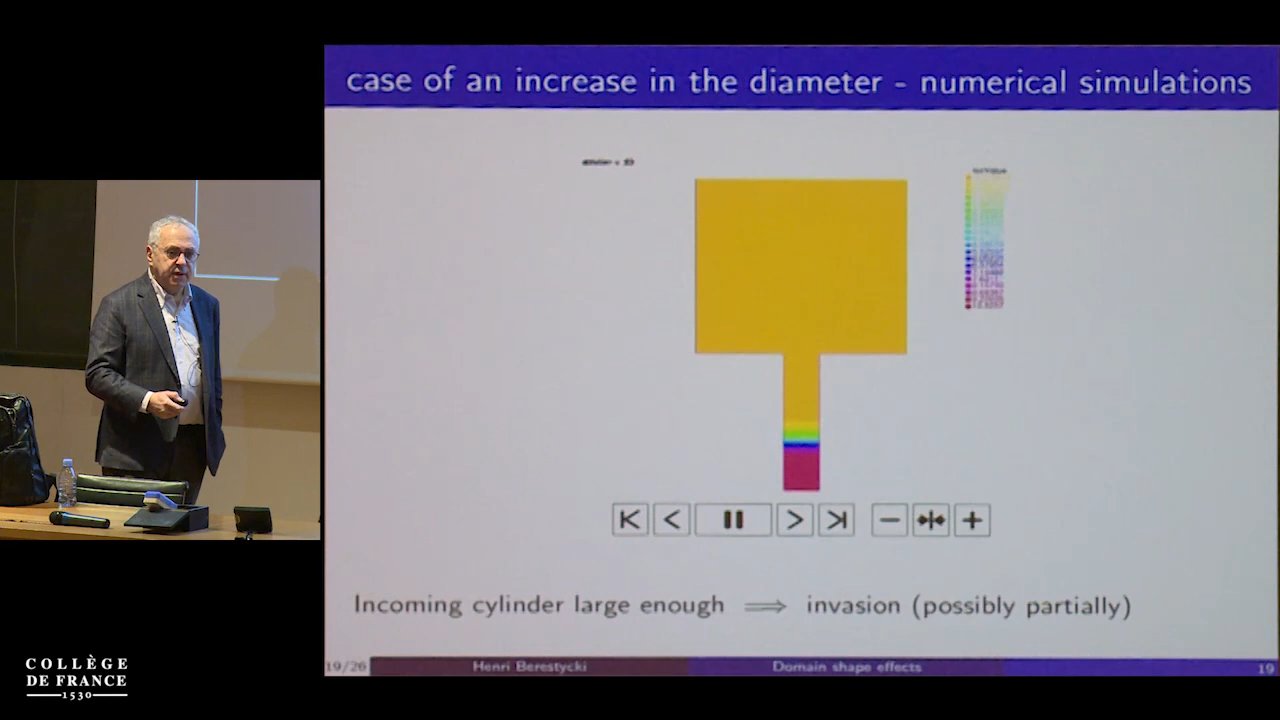 case of an increase in the diameter - numerical simulations
Incoming cylinder large enough ⟹ invasion (possibly partially)
19/26 Henri Berestycki Domain shape effects 19
COLLÈGE
DE FRANCE
1530